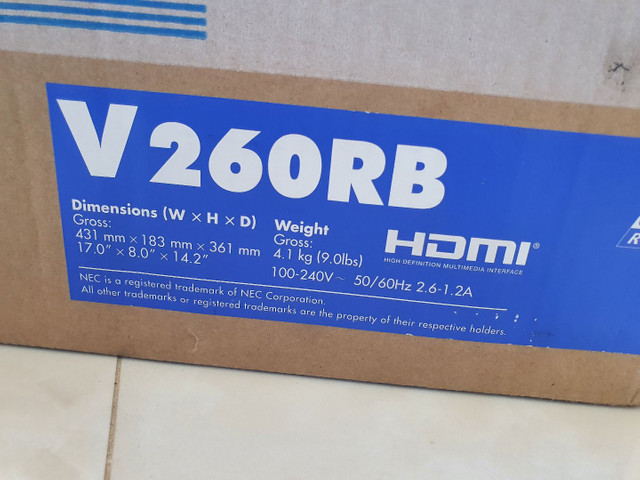 V260RB
Dimensions (W × H × D)
Gross:
431 mm × 183 mm × 361 mm
17.0" × 8.0" × 14.2"
Weight
Gross:
4.1 kg (9.0lbs)
HDMI®
HIGH-DEFINITION MULTIMEDIA INTERFACE
100-240V~ 50/60Hz 2.6-1.2A
NEC is a registered trademark of NEC Corporation.
All other trademarks or registered trademarks are the property of their respective holders.